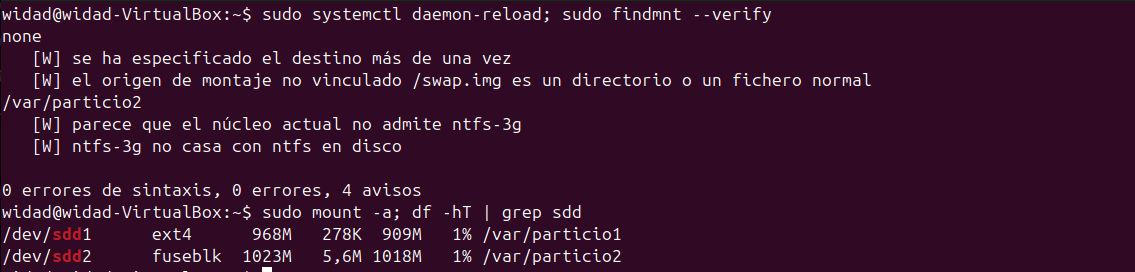 widad@widad-VirtualBox:~$ sudo systemctl daemon-reload; sudo findmnt --verify
none
   [W] se ha especificado el destino más de una vez
   [W] el origen de montaje no vinculado /swap.img es un directorio o un fichero normal
/var/particio2
   [W] parece que el núcleo actual no admite ntfs-3g
   [W] ntfs-3g no casa con ntfs en disco

0 errores de sintaxis, 0 errores, 4 avisos
widad@widad-VirtualBox:~$ sudo mount -a; df -hT | grep sdd
/dev/sdd1      ext4      968M   278K  909M   1% /var/particio1
/dev/sdd2      fuseblk  1023M   5,6M 1018M   1% /var/particio2